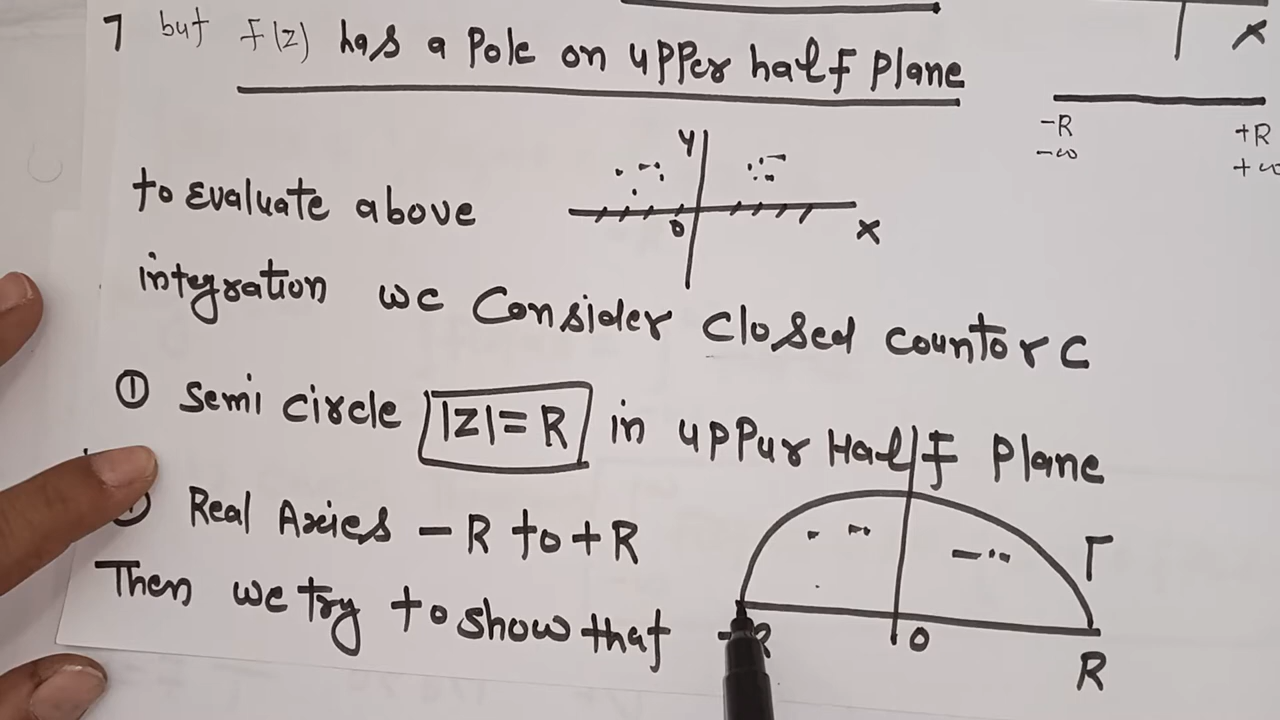 7 but F(z) has a Pole on upper half Plane
X
-R +R
-∞ +∞
Y
to Evaluate above
0 X
integration we Consider Closed countor C
① Semi circle |z|=R in uppur Half Plane
Real Axies -R to +R
Γ
Then we try to show that
-R 0 R